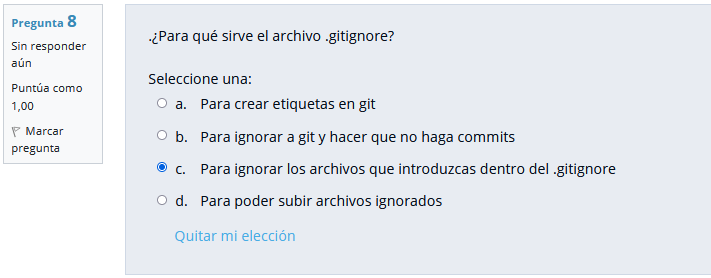 Pregunta 8
Sin responder
aún
Puntúa como
1,00
Marcar
pregunta
.¿Para qué sirve el archivo .gitignore?
Seleccione una:
a. Para crear etiquetas en git
b. Para ignorar a git y hacer que no haga commits
c. Para ignorar los archivos que introduzcas dentro del .gitignore
d. Para poder subir archivos ignorados
Quitar mi elección